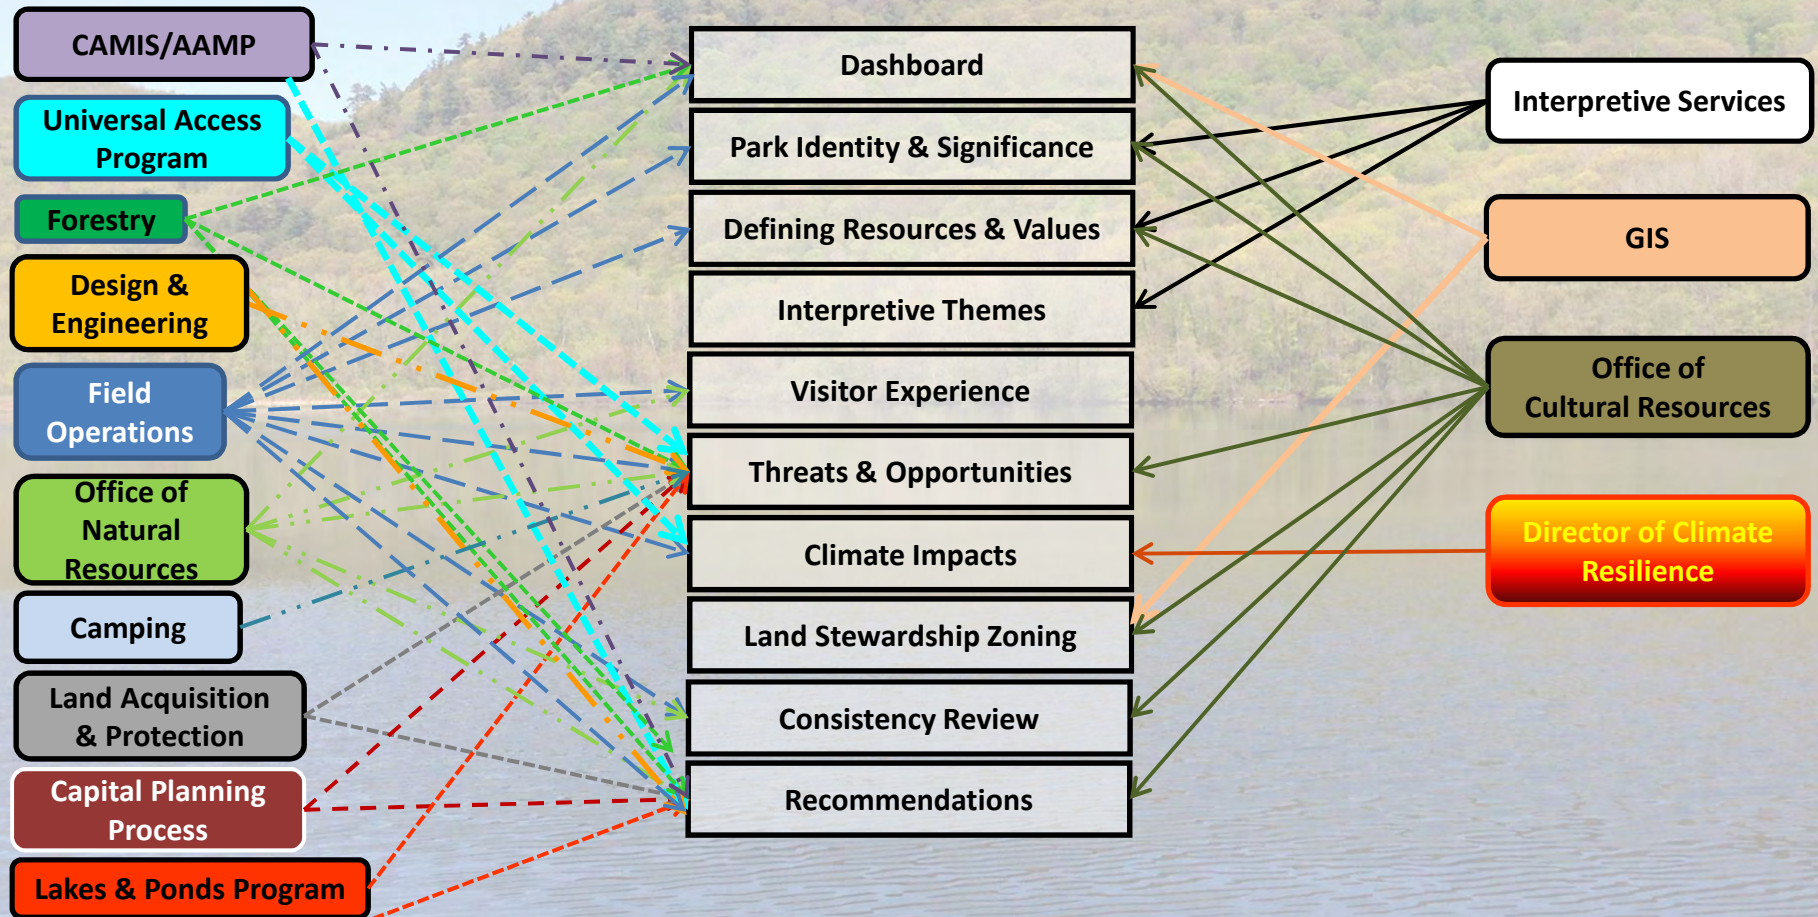 CAMIS/AAMP
Universal Access
Program
Forestry
Design &
Engineering
Field
Operations
Office of
Natural
Resources
Camping
Land Acquisition
& Protection
Capital Planning
Process
Lakes & Ponds Program
Dashboard
Park Identity & Significance
Defining Resources & Values
Interpretive Themes
Visitor Experience
Threats & Opportunities
Climate Impacts
Land Stewardship Zoning
Consistency Review
Recommendations
Interpretive Services
GIS
Office of
Cultural Resources
Director of Climate
Resilience